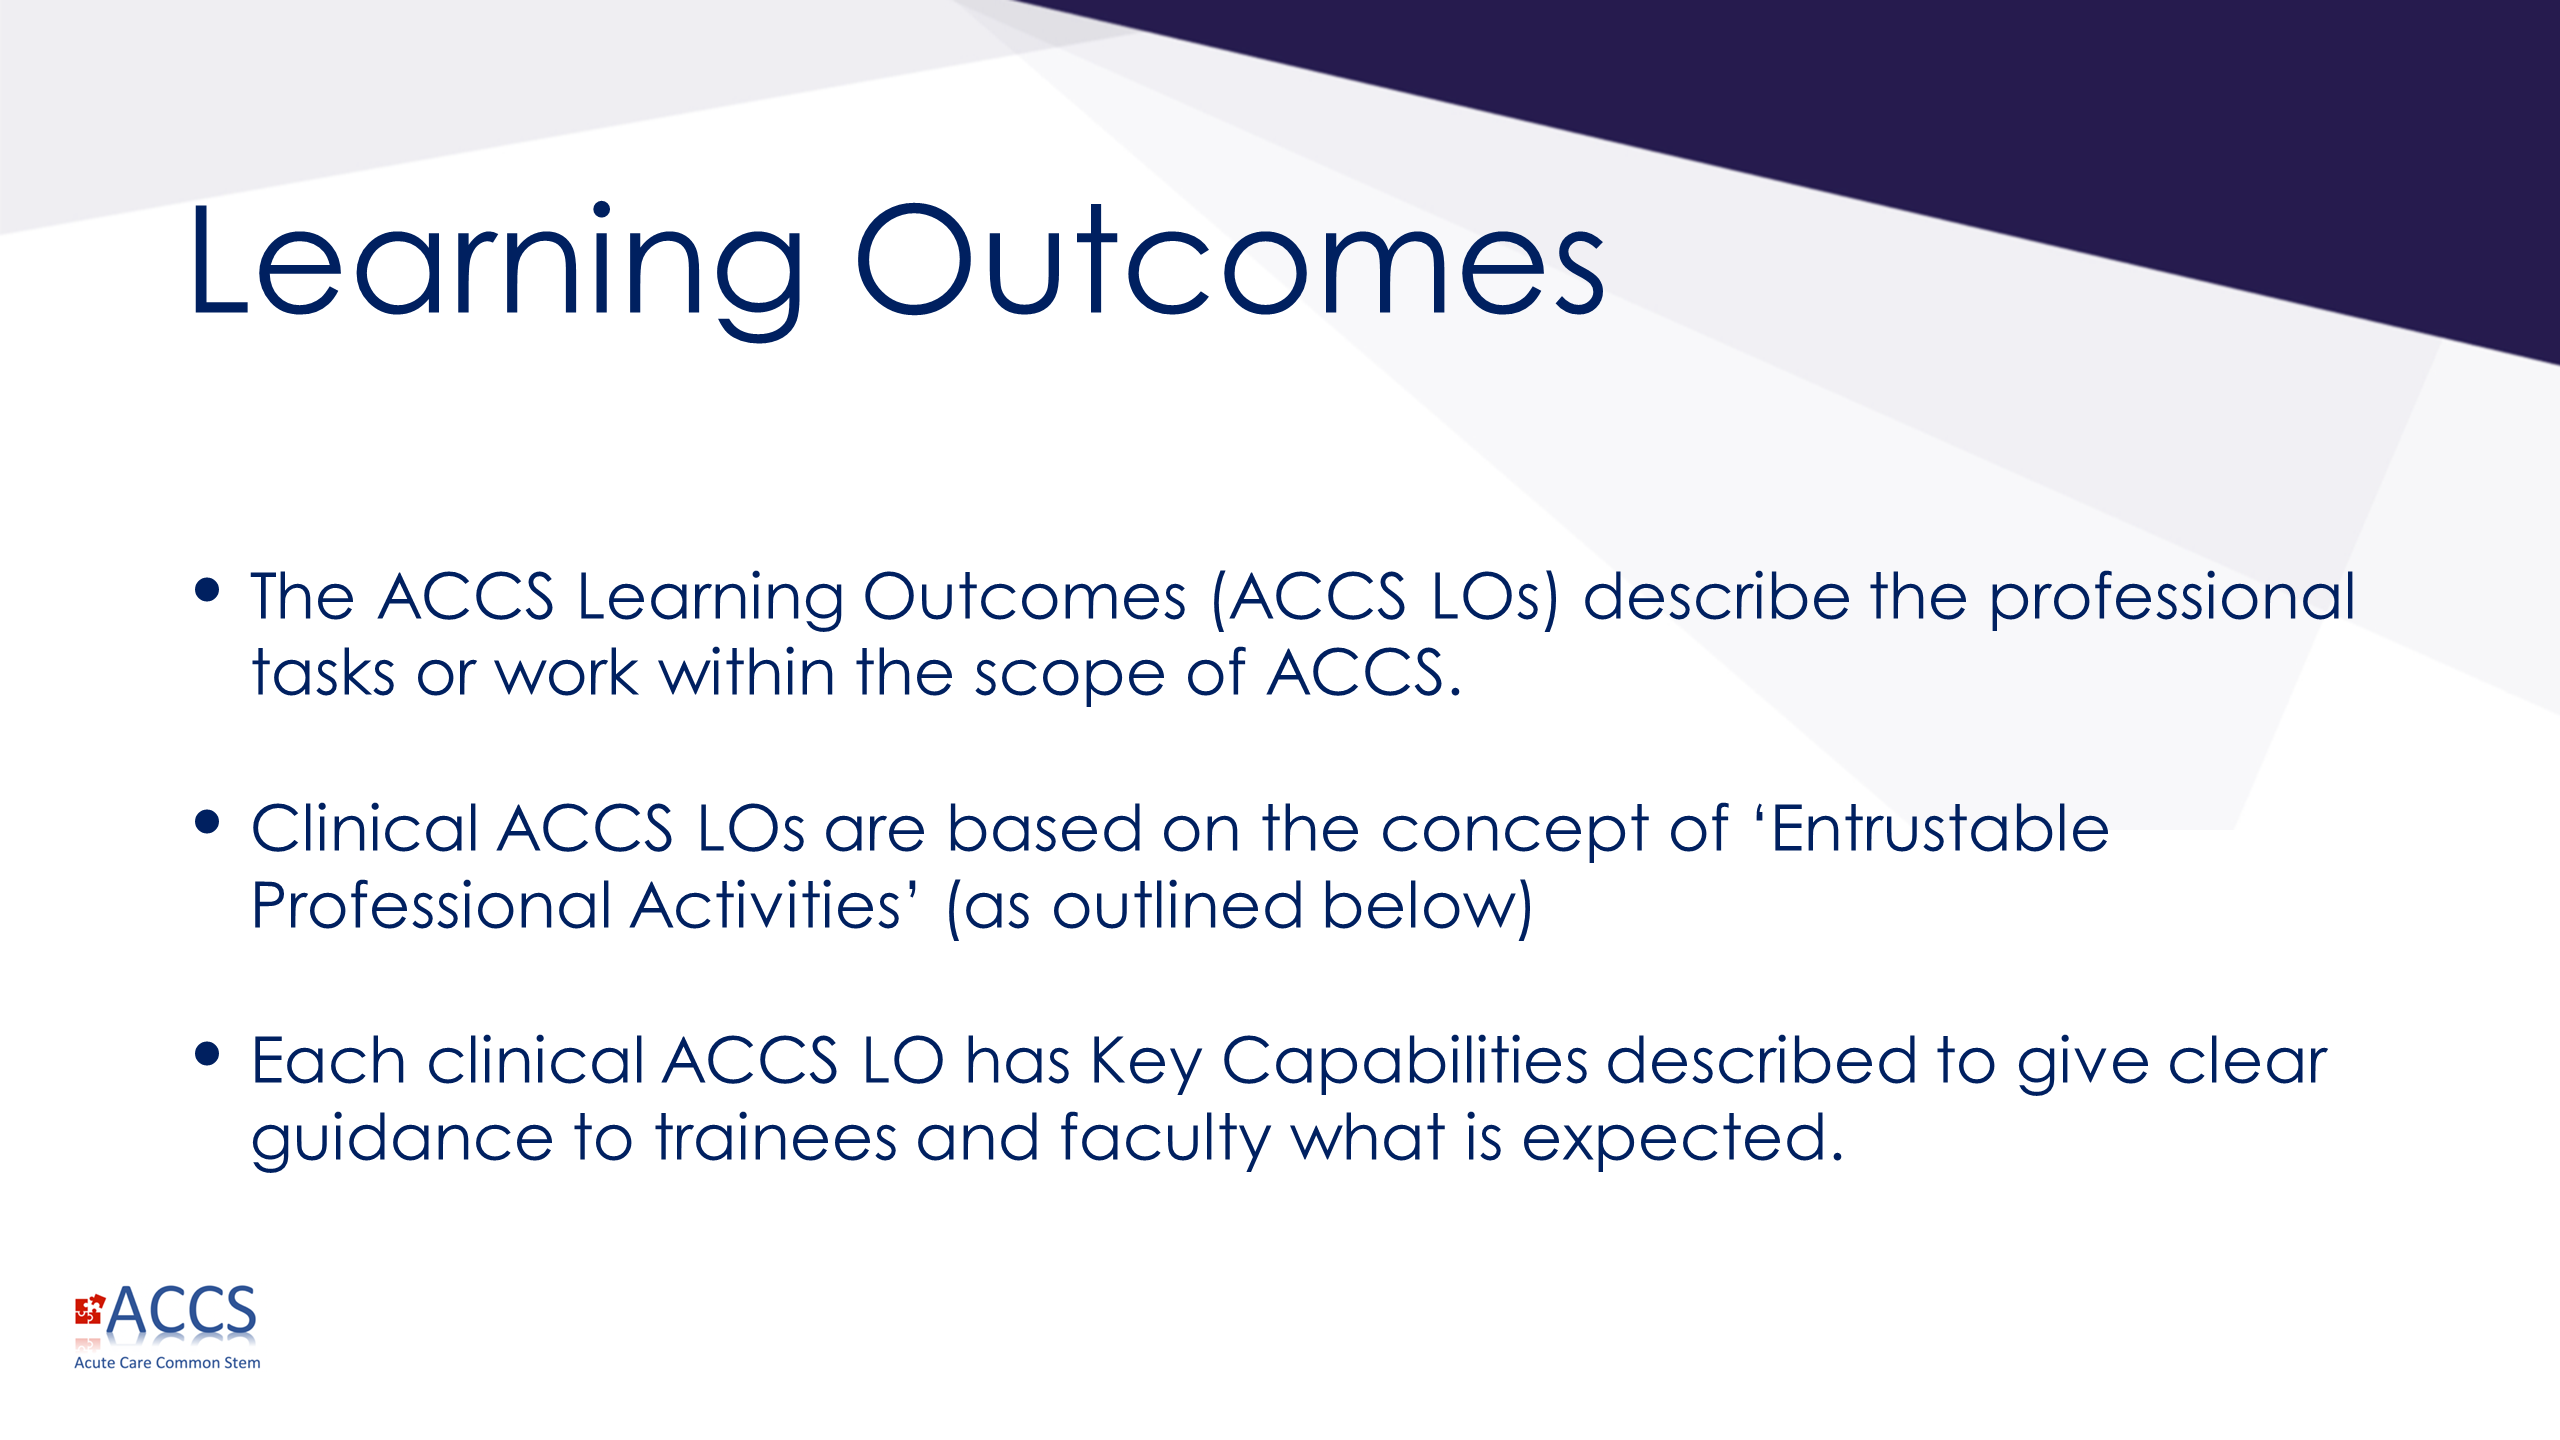 Learning Outcomes
• The ACCS Learning Outcomes (ACCS LOs) describe the professional
tasks or work within the scope of ACCS.
• Clinical ACCS LOs are based on the concept of ‘Entrustable
Professional Activities’ (as outlined below)
• Each clinical ACCS LO has Key Capabilities described to give clear
guidance to trainees and faculty what is expected.
ACCS
Acute Care Common Stem